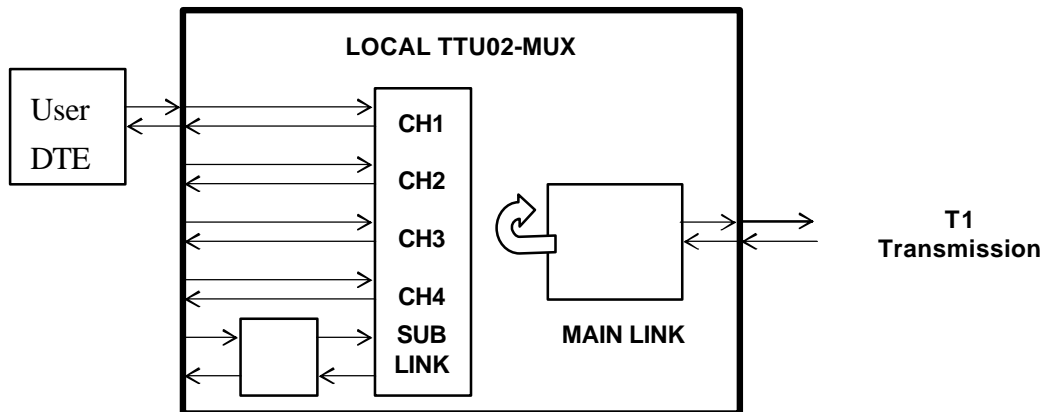 LOCAL TTU02-MUX
User
DTE
CH1
CH2
CH3
CH4
SUB
LINK
MAIN LINK
T1
Transmission